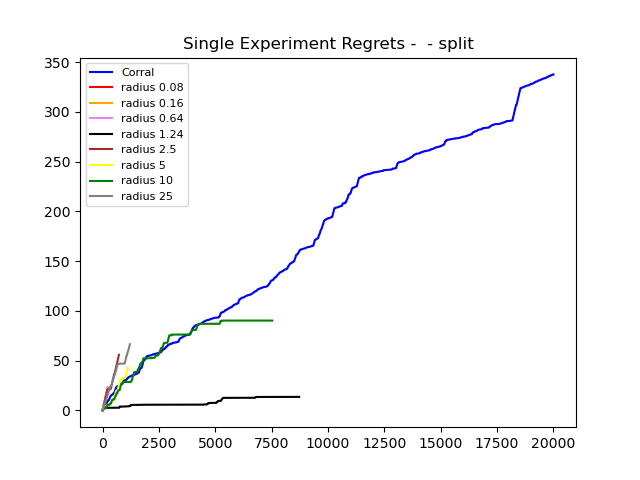 Single Experiment Regrets -  - split
350
300
250
200
150
100
50
0
Corral
radius 0.08
radius 0.16
radius 0.64
radius 1.24
radius 2.5
radius 5
radius 10
radius 25
0 2500 5000 7500 10000 12500 15000 17500 20000